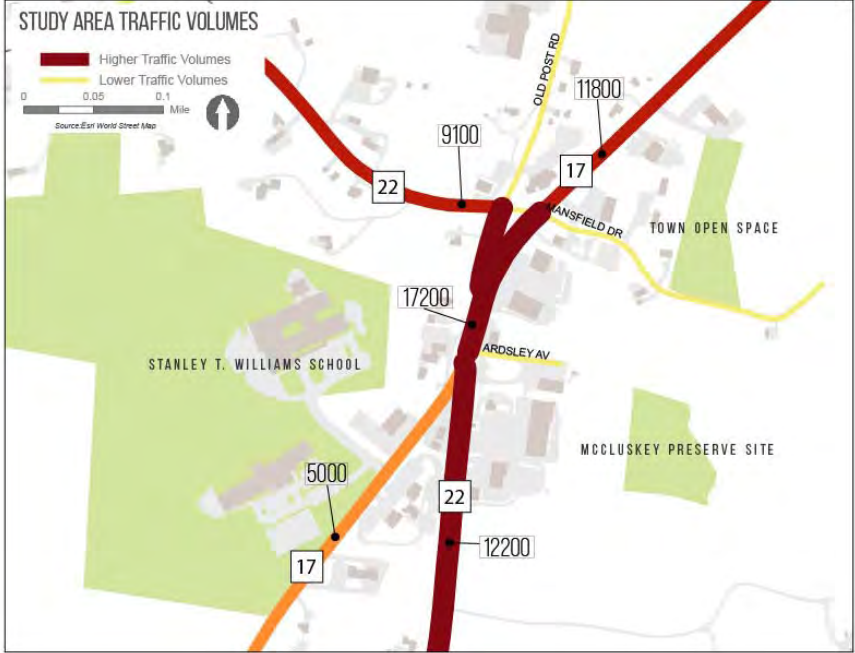 STUDY AREA TRAFFIC VOLUMES
Higher Traffic Volumes
Lower Traffic Volumes
0 0.05 0.1
Mile
Source:Esri World Street Map
OLD POST RD
11800
9100
17
22
MANSFIELD DR
TOWN OPEN SPACE
17200
ARDSLEY AV
STANLEY T. WILLIAMS SCHOOL
MCCLUSKEY PRESERVE SITE
5000
22
12200
17